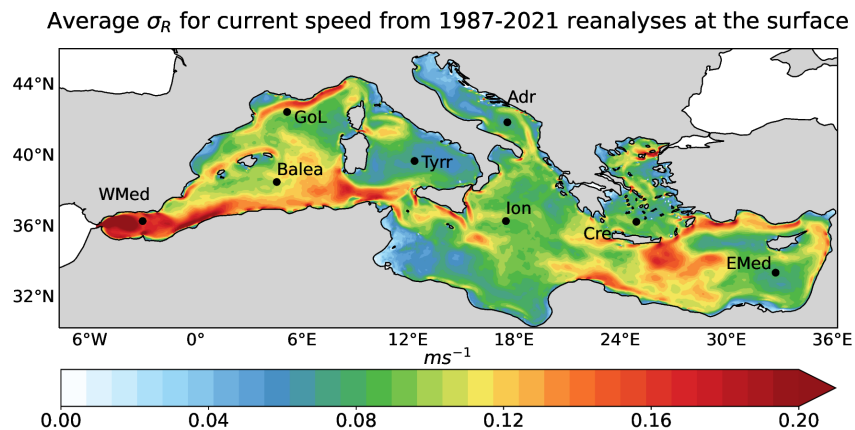 Average σR for current speed from 1987-2021 reanalyses at the surface
44°N
Adr
GoL
40°N
Tyrr
Balea
WMed
Ion
36°N
Cre
EMed
32°N
6°W 0° 6°E 12°E 18°E 24°E 30°E 36°E
ms⁻¹
0.00 0.04 0.08 0.12 0.16 0.20